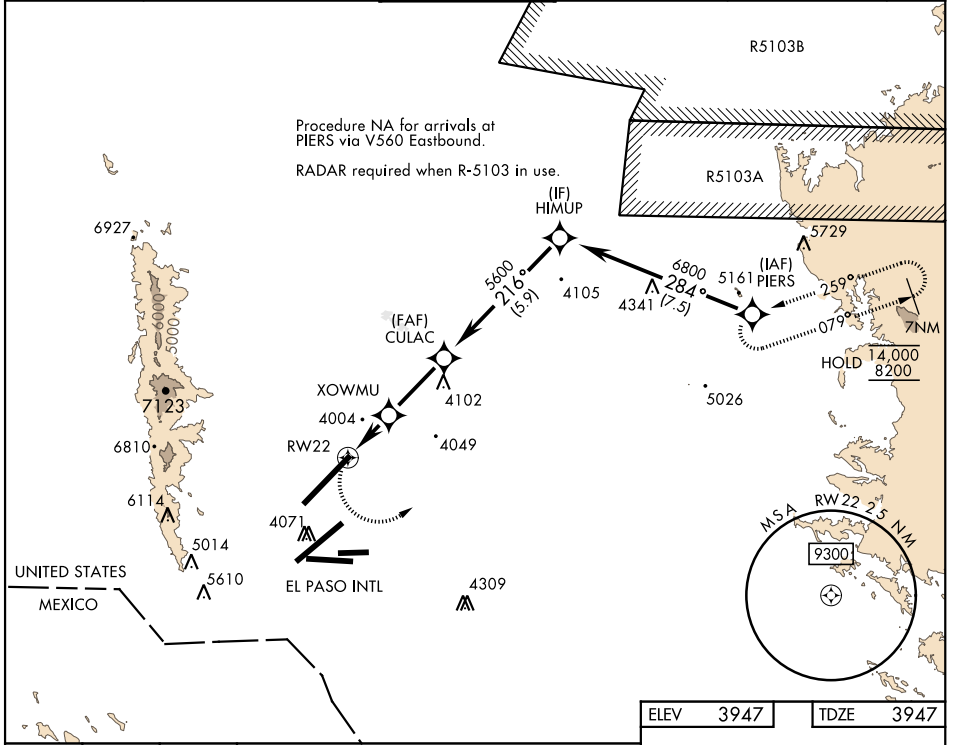 R5103B
Procedure NA for arrivals at
PIERS via V560 Eastbound.
RADAR required when R-5103 in use.
R5103A
(IF)
HIMUP
6927
5729
(IAF)
PIERS
5161
6800
284°
(7.5)
4341
4105
5600
216°
(5.9)
259°
079°
7NM
HOLD 14,000
8200
6000
5000
(FAF)
CULAC
7123
XOWMU
4102
5026
4004
4049
6810
RW22
6114
4071
MSA RW22 25 NM
5014
9300
UNITED STATES
5610
EL PASO INTL
4309
MEXICO
ELEV 3947
TDZE 3947